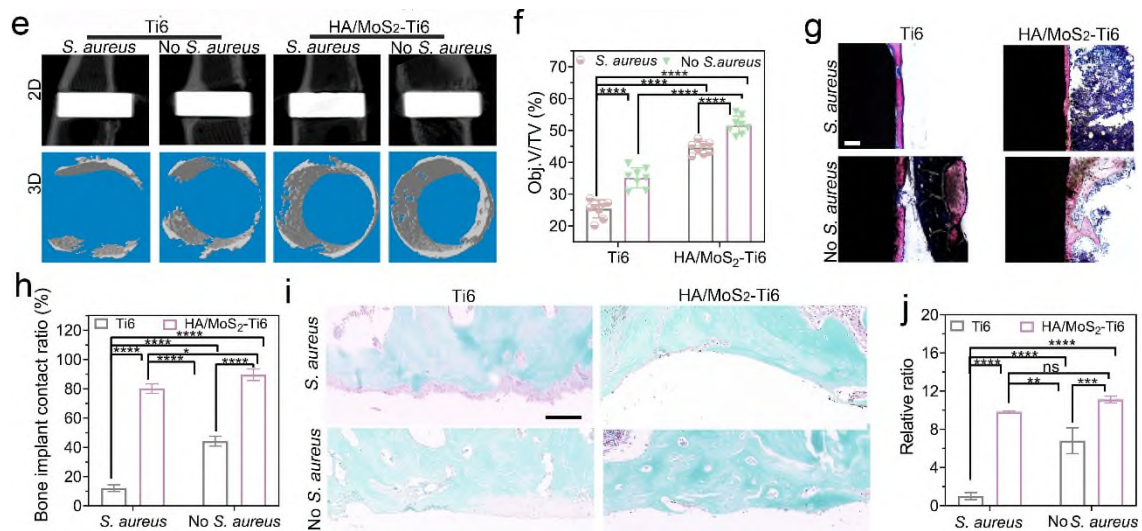 e
Ti6
HA/MoS₂-Ti6
S. aureus
No S. aureus
S. aureus
No S. aureus
2D
3D
f
S. aureus
No S.aureus
****
****
****
****
****
****
Obj.V/TV (%)
70
60
50
40
30
20
Ti6
HA/MoS₂-Ti6
g
Ti6
HA/MoS₂-Ti6
S. aureus
No S. aureus
h
Bone implant contact ratio (%)
Ti6
HA/MoS₂-Ti6
****
****
****
*
****
****
120
100
80
60
40
20
0
S. aureus
No S. aureus
i
Ti6
HA/MoS₂-Ti6
S. aureus
No S. aureus
j
Relative ratio
Ti6
HA/MoS₂-Ti6
****
****
****
ns
**
***
16
12
8
4
0
S. aureus
No S. aureus